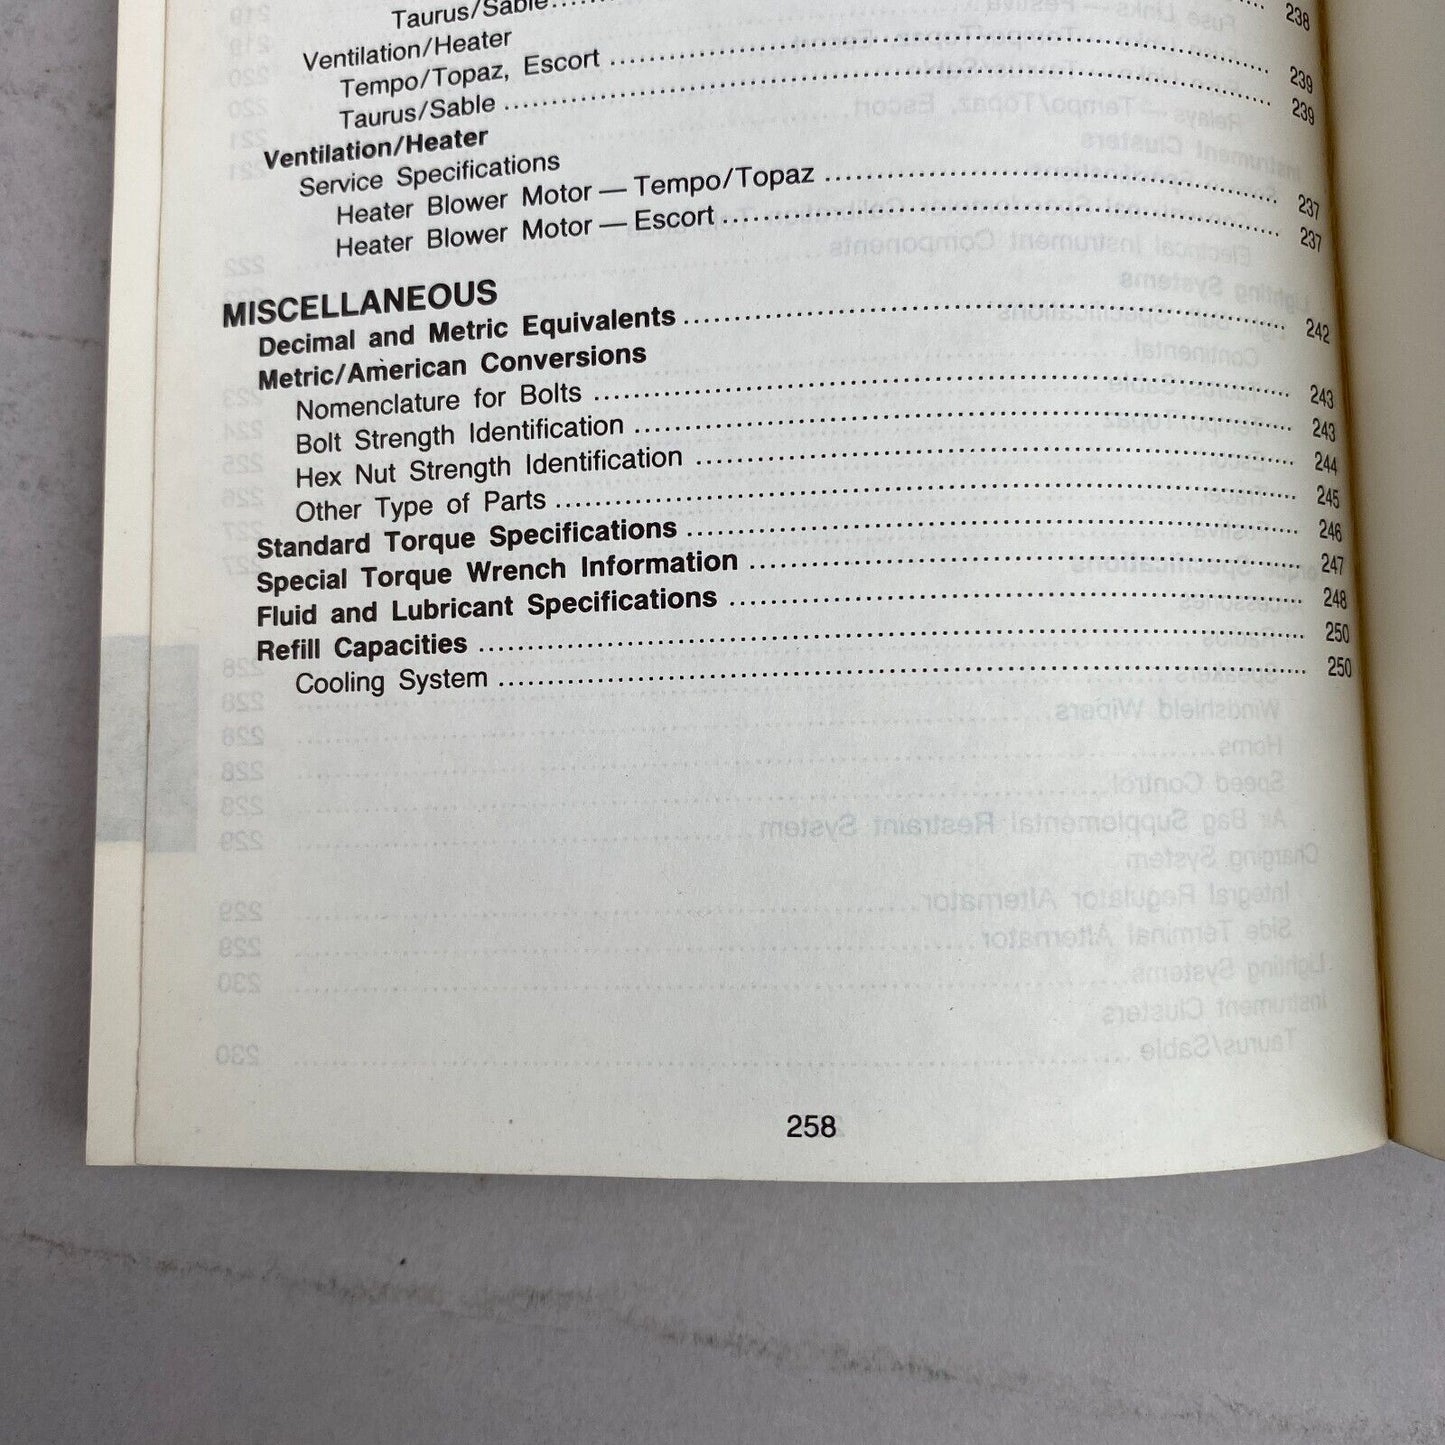 Taurus/Sable 238
Ventilation/Heater
Tempo/Topaz, Escort 239
Taurus/Sable 239
Ventilation/Heater
Service Specifications
Heater Blower Motor — Tempo/Topaz 237
Heater Blower Motor — Escort 237
MISCELLANEOUS
Decimal and Metric Equivalents 242
Metric/American Conversions
Nomenclature for Bolts 243
Bolt Strength Identification 243
Hex Nut Strength Identification 244
Other Type of Parts 245
Standard Torque Specifications 246
Special Torque Wrench Information 247
Fluid and Lubricant Specifications 248
Refill Capacities 250
Cooling System 250
258